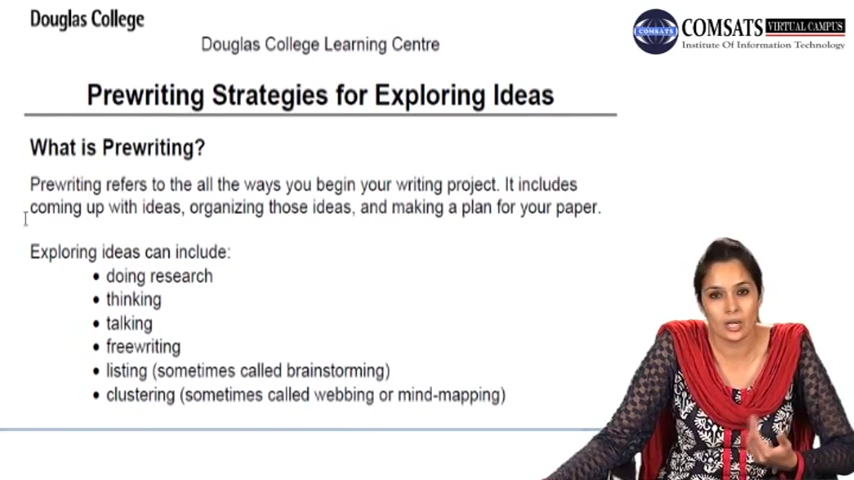 Douglas College
COMSATS VIRTUAL CAMPUS
COMSATS
Institute Of Information Technology
Douglas College Learning Centre
Prewriting Strategies for Exploring Ideas
What is Prewriting?
Prewriting refers to the all the ways you begin your writing project. It includes
coming up with ideas, organizing those ideas, and making a plan for your paper.
Exploring ideas can include:
• doing research
• thinking
• talking
• freewriting
• listing (sometimes called brainstorming)
• clustering (sometimes called webbing or mind-mapping)